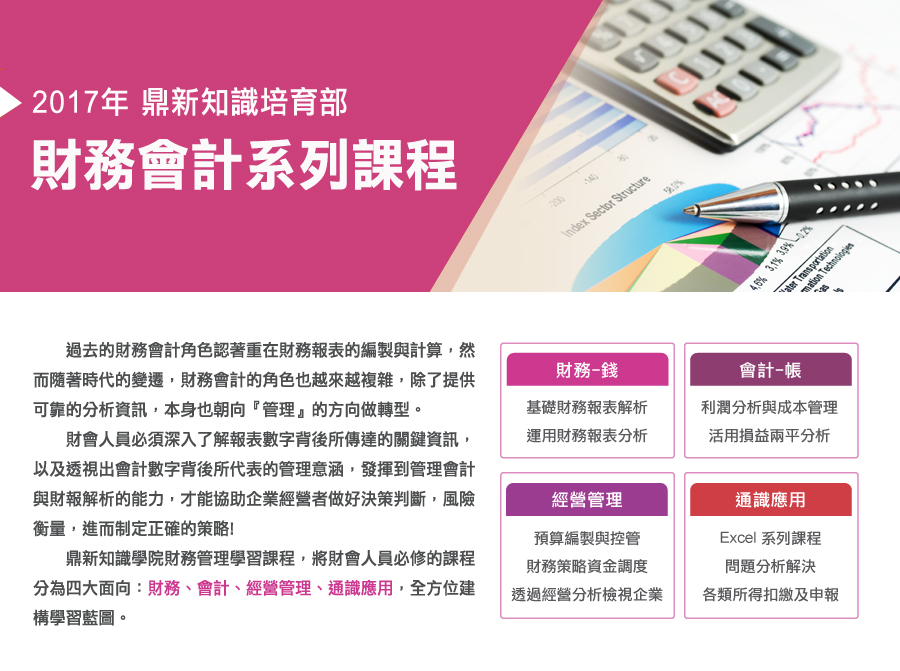 2017年 鼎新知識培育部
財務會計系列課程
-200
-140
-80
20
Index Sector Structure
58,0%
4,6%
3,1%
3,9%
-0,2%
Water Transportation
mation Technologies
Gas
過去的財務會計角色認著重在財務報表的編製與計算，然
而隨著時代的變遷，財務會計的角色也越來越複雜，除了提供
可靠的分析資訊，本身也朝向『管理』的方向做轉型。
財會人員必須深入了解報表數字背後所傳達的關鍵資訊，
以及透視出會計數字背後所代表的管理意涵，發揮到管理會計
與財報解析的能力，才能協助企業經營者做好決策判斷，風險
衡量，進而制定正確的策略!
鼎新知識學院財務管理學習課程，將財會人員必修的課程
分為四大面向：財務、會計、經營管理、通識應用，全方位建
構學習藍圖。
財務-錢
基礎財務報表解析
運用財務報表分析
會計-帳
利潤分析與成本管理
活用損益兩平分析
經營管理
預算編製與控管
財務策略資金調度
透過經營分析檢視企業
通識應用
Excel 系列課程
問題分析解決
各類所得扣繳及申報